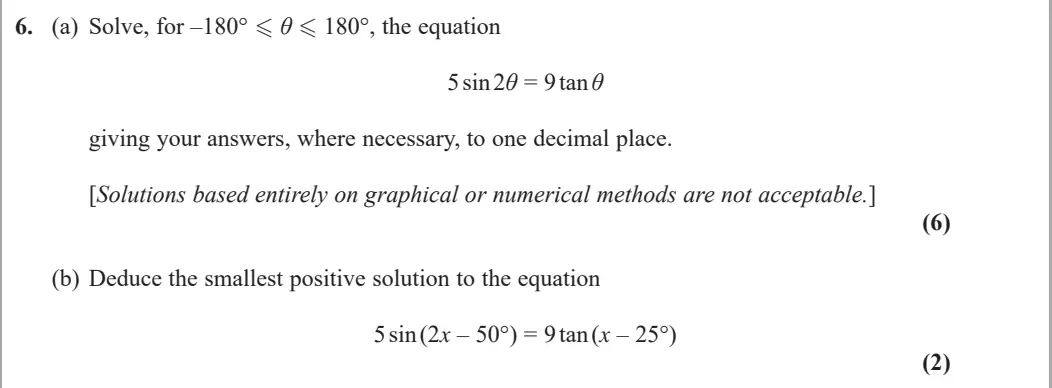 6. (a) Solve, for –180° ⩽ θ ⩽ 180°, the equation
5 sin 2θ = 9 tan θ
giving your answers, where necessary, to one decimal place.
[Solutions based entirely on graphical or numerical methods are not acceptable.]
(6)
(b) Deduce the smallest positive solution to the equation
5 sin (2x – 50°) = 9 tan (x – 25°)
(2)